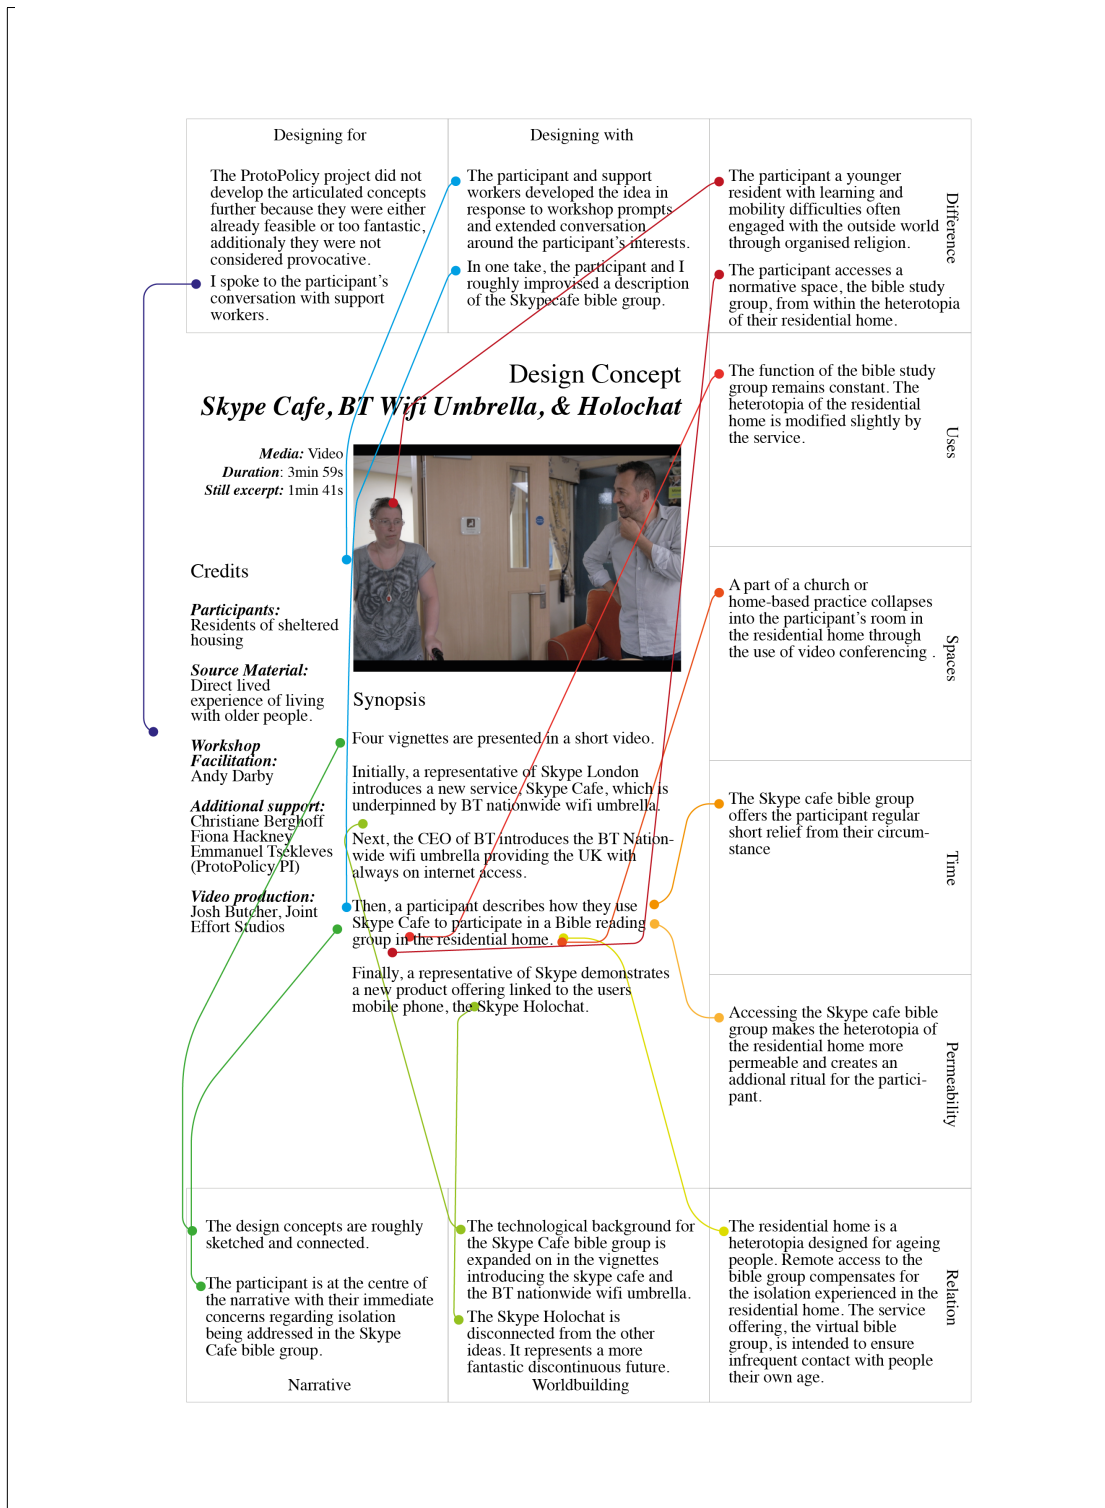 Designing for
The ProtoPolicy project did not
develop the articulated concepts
further because they were either
already feasible or too fantastic,
additionaly they were not
considered provocative.
I spoke to the participant's
conversation with support
workers.
Designing with
The participant and support
workers developed the idea in
response to workshop prompts
and extended conversation
around the participant's interests.
In one take, the participant and I
roughly improvised a description
of the Skypecafe bible group.
Difference
The participant a younger
resident with learning and
mobility difficulties often
engaged with the outside world
through organised religion.
The participant accesses a
normative space, the bible study
group, from within the heterotopia
of their residential home.
Design Concept
Skype Cafe, BT Wifi Umbrella, & Holochat
Media: Video
Duration: 3min 59s
Still excerpt: 1min 41s
Credits
Participants:
Residents of sheltered
housing
Source Material:
Direct lived
experience of living
with older people.
Workshop
Facilitation:
Andy Darby
Additional support:
Christiane Berghoff
Fiona Hackney
Emmanuel Tsekleves
(ProtoPolicy PI)
Video production:
Josh Butcher, Joint
Effort Studios
Synopsis
Four vignettes are presented in a short video.
Initially, a representative of Skype London
introduces a new service, Skype Cafe, which is
underpinned by BT nationwide wifi umbrella.
Next, the CEO of BT introduces the BT Nation-
wide wifi umbrella providing the UK with
always on internet access.
Then, a participant describes how they use
Skype Cafe to participate in a Bible reading
group in the residential home.
Finally, a representative of Skype demonstrates
a new product offering linked to the users
mobile phone, the Skype Holochat.
Uses
The function of the bible study
group remains constant. The
heterotopia of the residential
home is modified slightly by
the service.
Spaces
A part of a church or
home-based practice collapses
into the participant's room in
the residential home through
the use of video conferencing .
Time
The Skype cafe bible group
offers the participant regular
short relief from their circum-
stance
Permeability
Accessing the Skype cafe bible
group makes the heterotopia of
the residential home more
permeable and creates an
addional ritual for the partici-
pant.
The design concepts are roughly
sketched and connected.
The participant is at the centre of
the narrative with their immediate
concerns regarding isolation
being addressed in the Skype
Cafe bible group.
Narrative
The technological background for
the Skype Cafe bible group is
expanded on in the vignettes
introducing the skype cafe and
the BT nationwide wifi umbrella.
The Skype Holochat is
disconnected from the other
ideas. It represents a more
fantastic discontinuous future.
Worldbuilding
Relation
The residential home is a
heterotopia designed for ageing
people. Remote access to the
bible group compensates for
the isolation experienced in the
residential home. The service
offering, the virtual bible
group, is intended to ensure
infrequent contact with people
their own age.